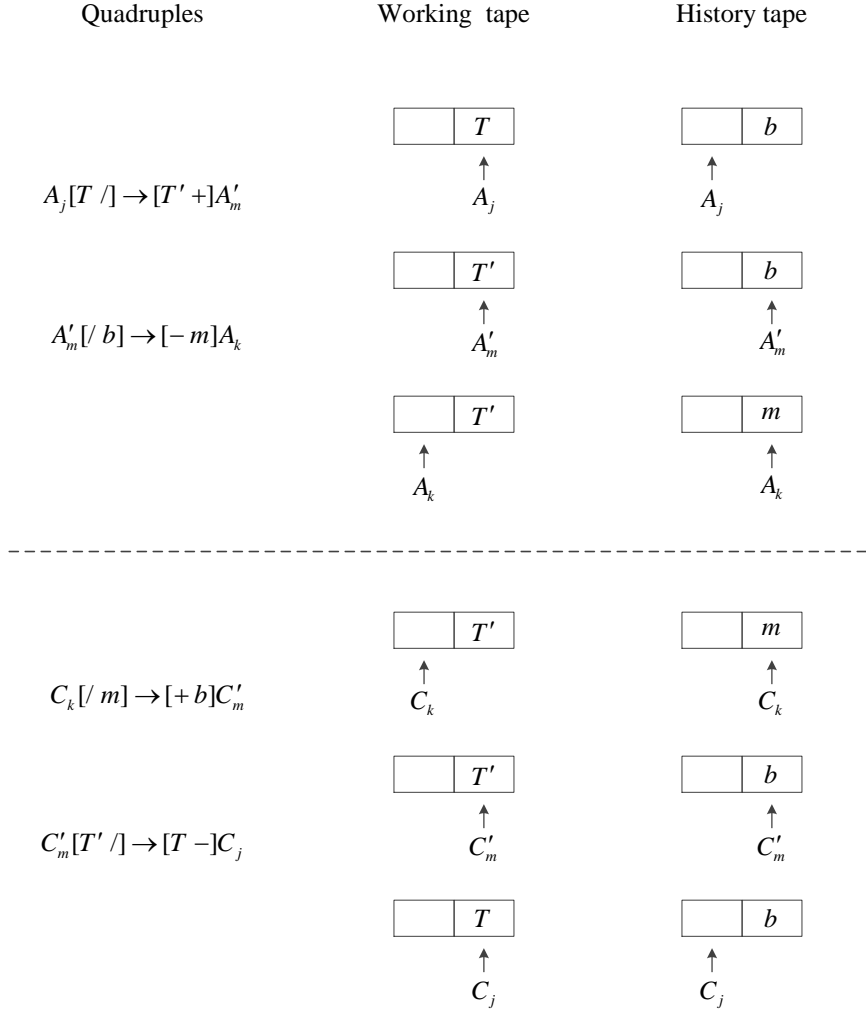 Quadruples Working tape History tape
T b
A_j[T /] → [T′ +]A′_m A_j A_j
T′ b
A′_m[/ b] → [− m]A_k A′_m A′_m
T′ m
A_k A_k
T′ m
C_k[/ m] → [+ b]C′_m C_k C_k
T′ b
C′_m[T′ /] → [T −]C_j C′_m C′_m
T b
C_j C_j